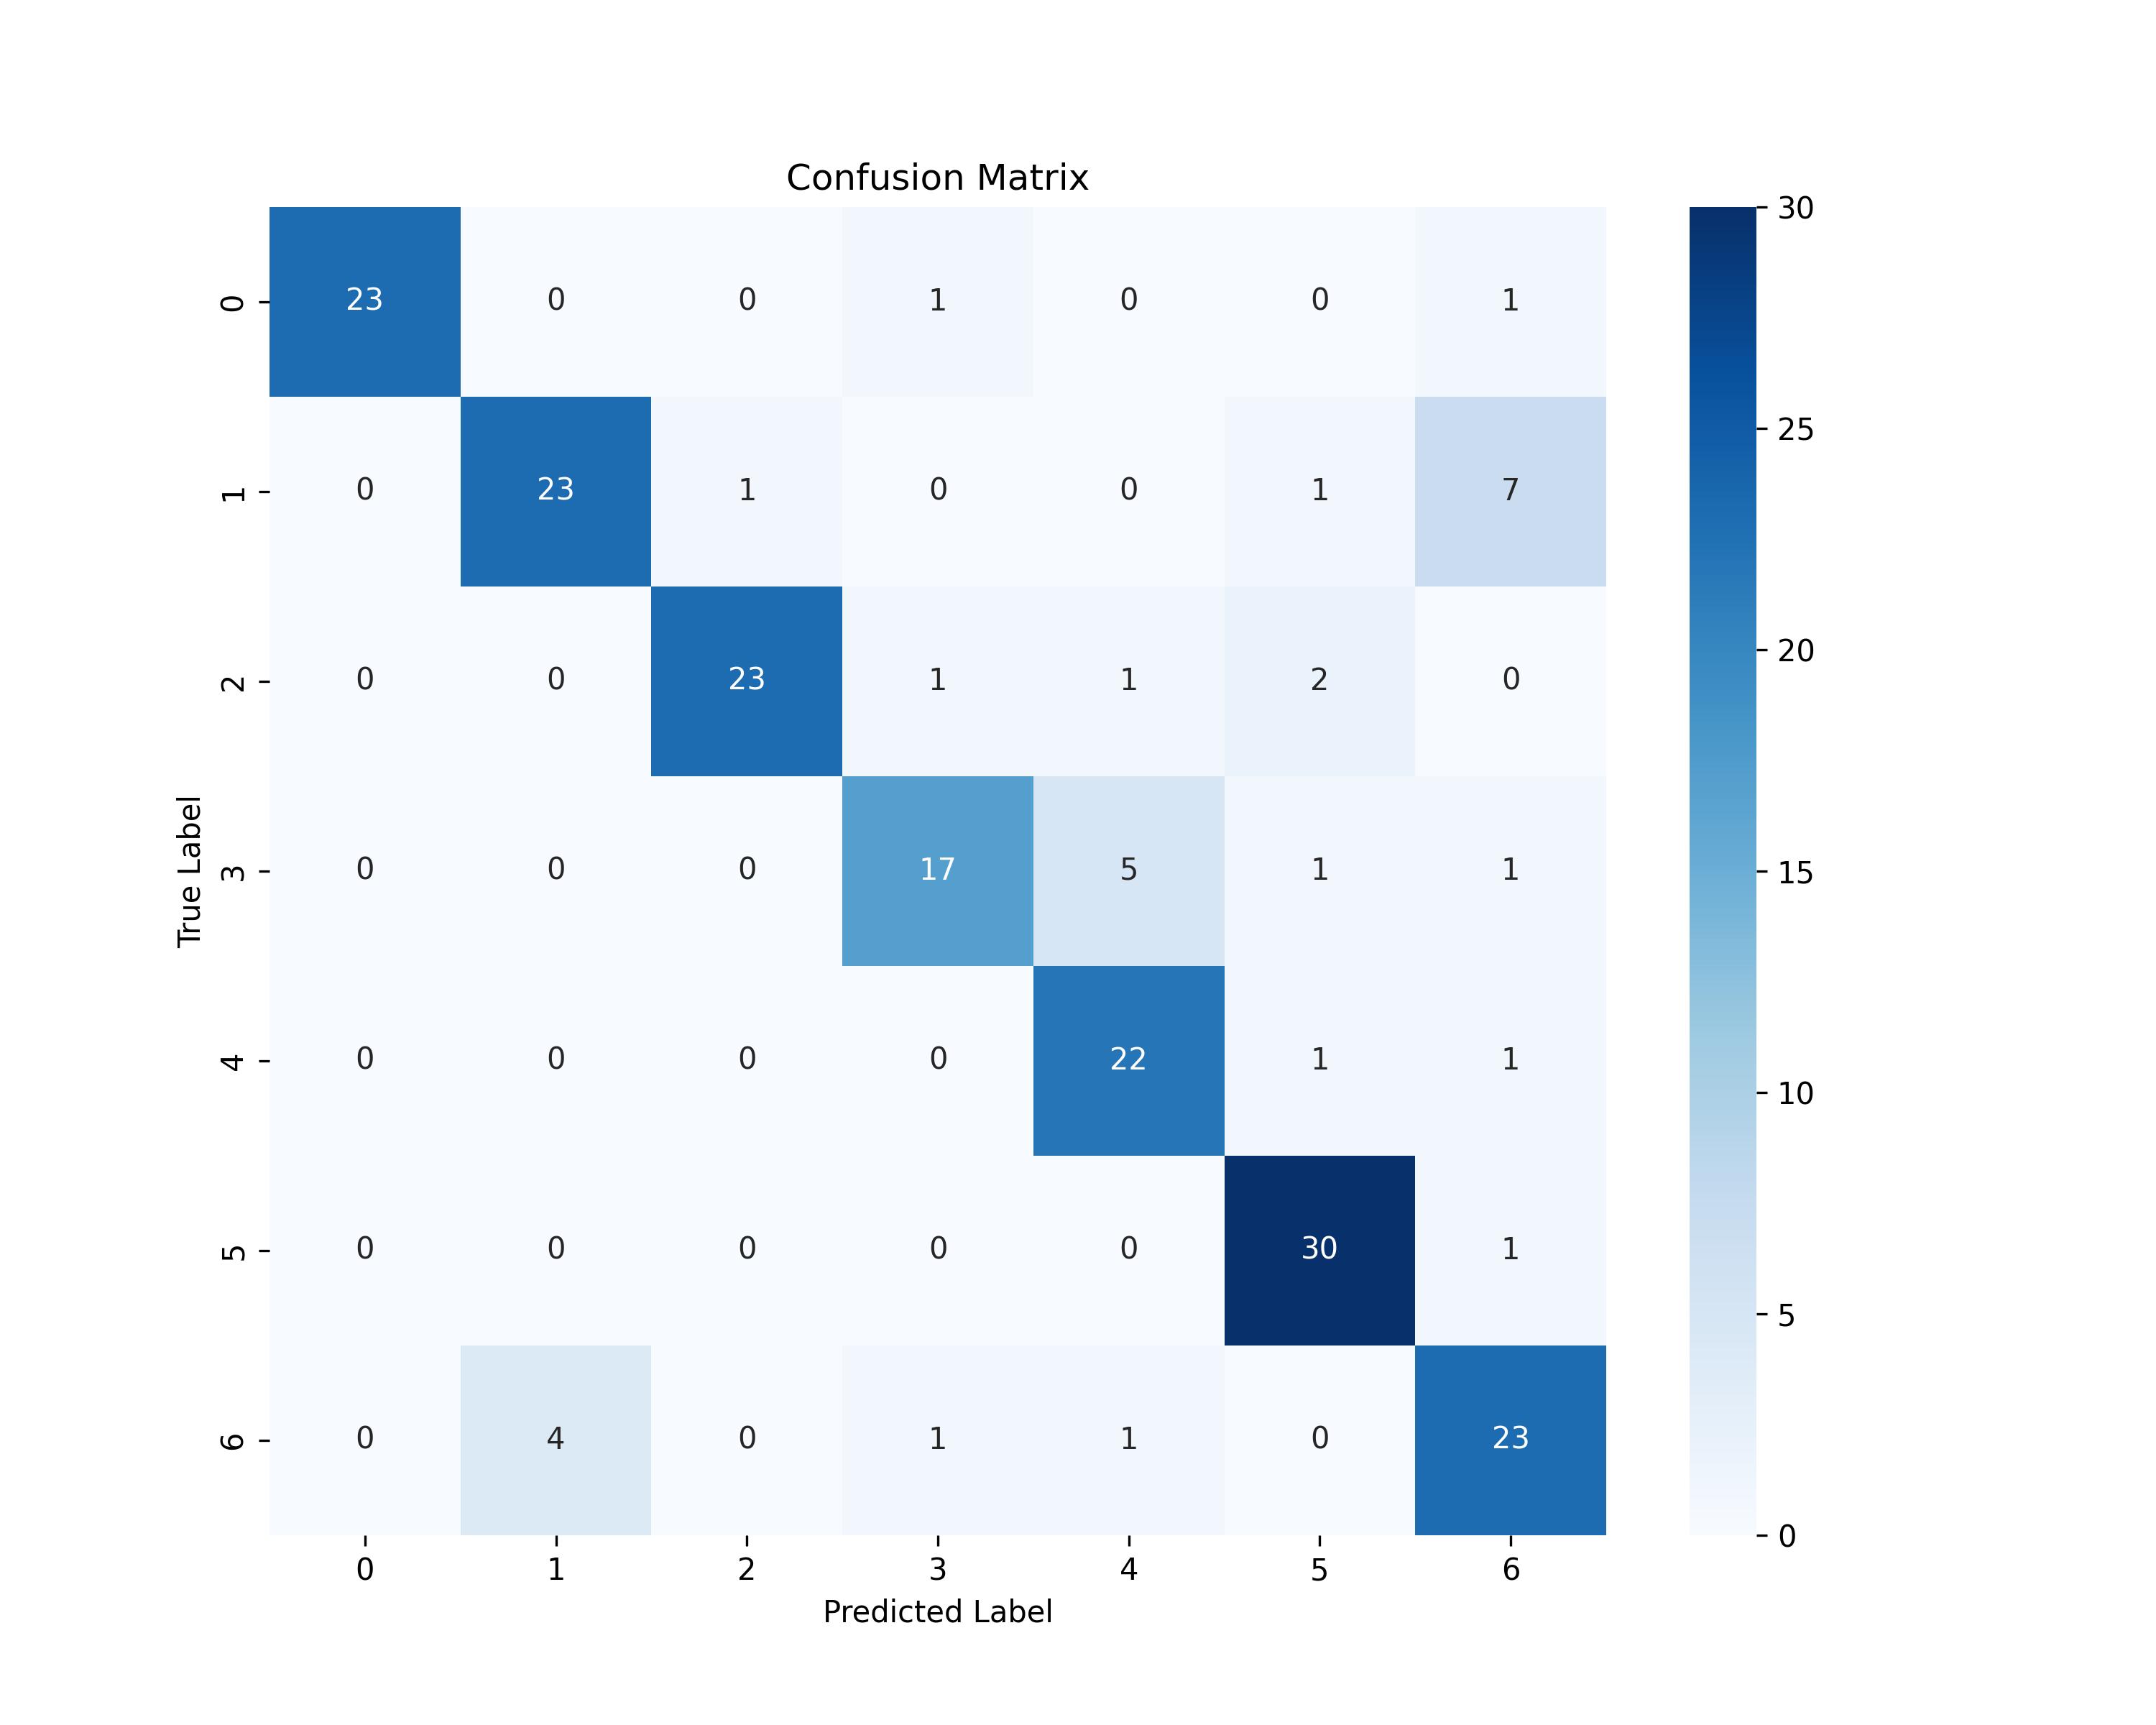 Confusion Matrix
0 23 0 0 1 0 0 1
1 0 23 1 0 0 1 7
2 0 0 23 1 1 2 0
3 0 0 0 17 5 1 1
4 0 0 0 0 22 1 1
5 0 0 0 0 0 30 1
6 0 4 0 1 1 0 23
0 1 2 3 4 5 6
True Label
Predicted Label
30
25
20
15
10
5
0